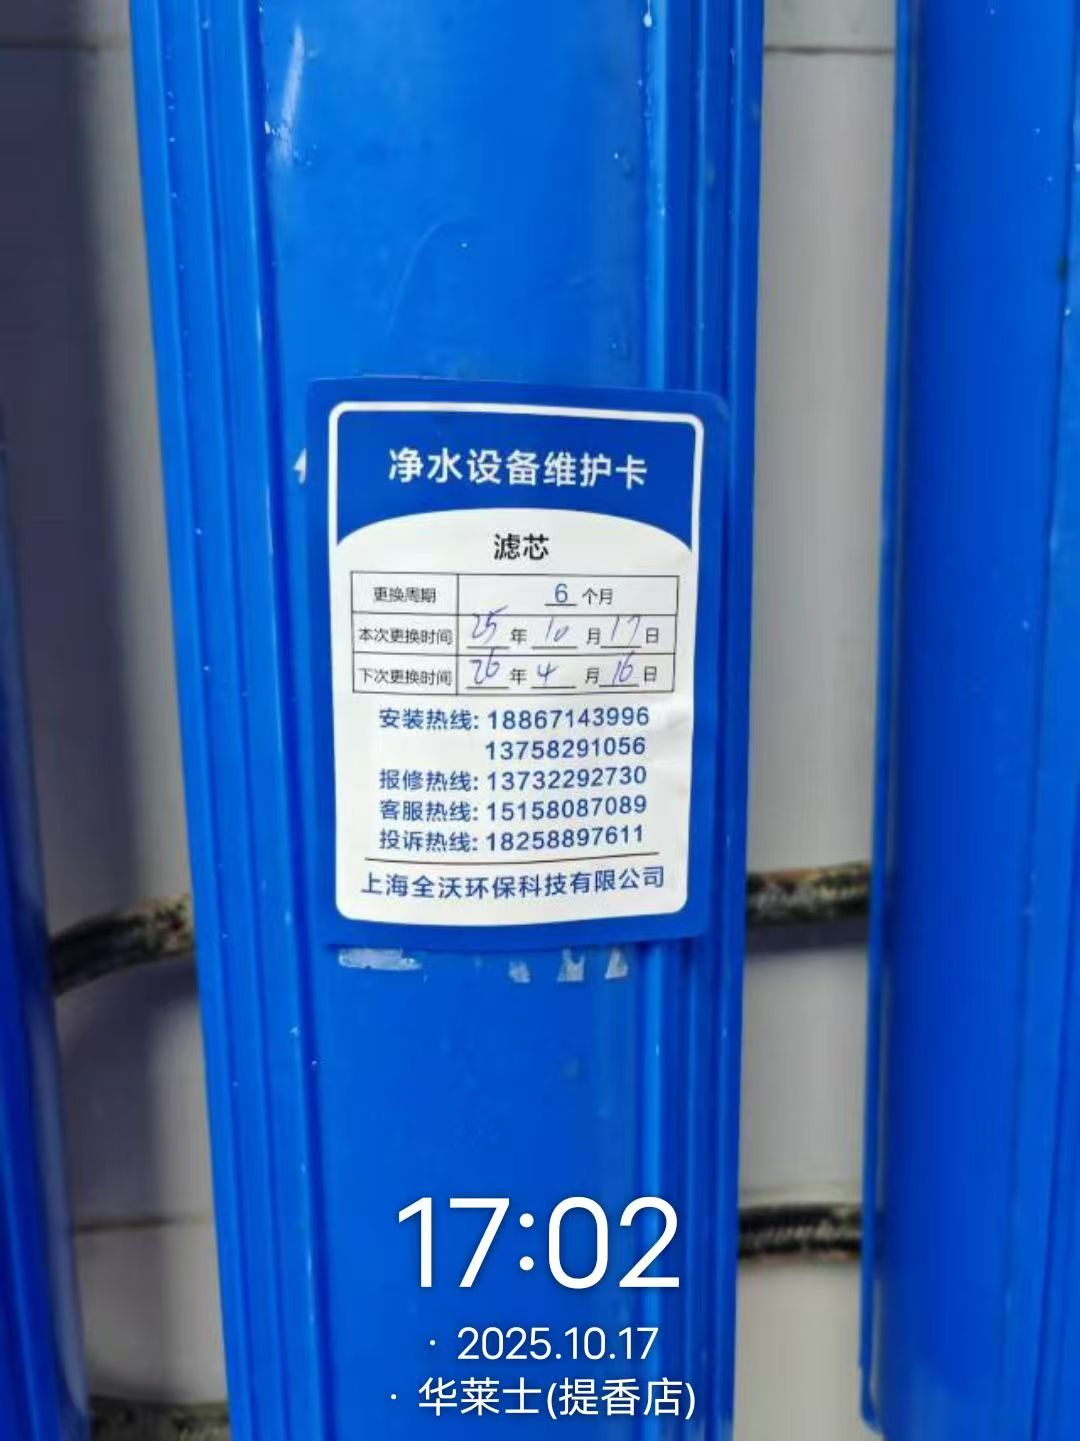 净水设备维护卡
滤芯
更换周期 6 个月
本次更换时间 25 年 10 月 17 日
下次更换时间 26 年 4 月 16 日
安装热线: 18867143996
13758291056
报修热线: 13732292730
客服热线: 15158087089
投诉热线: 18258897611
上海全沃环保科技有限公司
17:02
· 2025.10.17
· 华莱士(提香店)